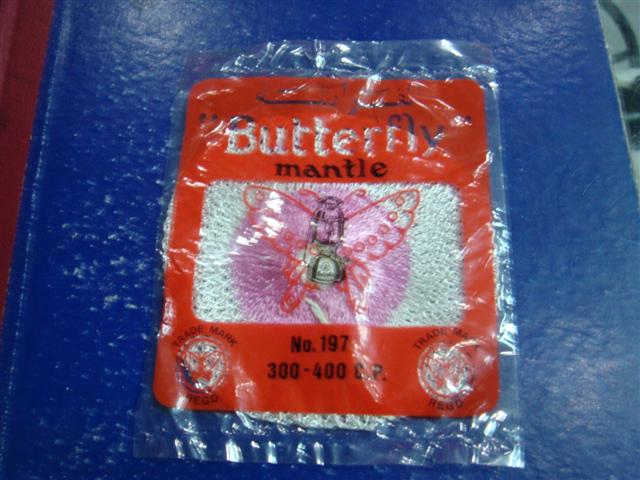 "Butterfly"
mantle
No. 197
300-400 C.P.
TRADE MARK
REGD
TRADE MARK
REGD